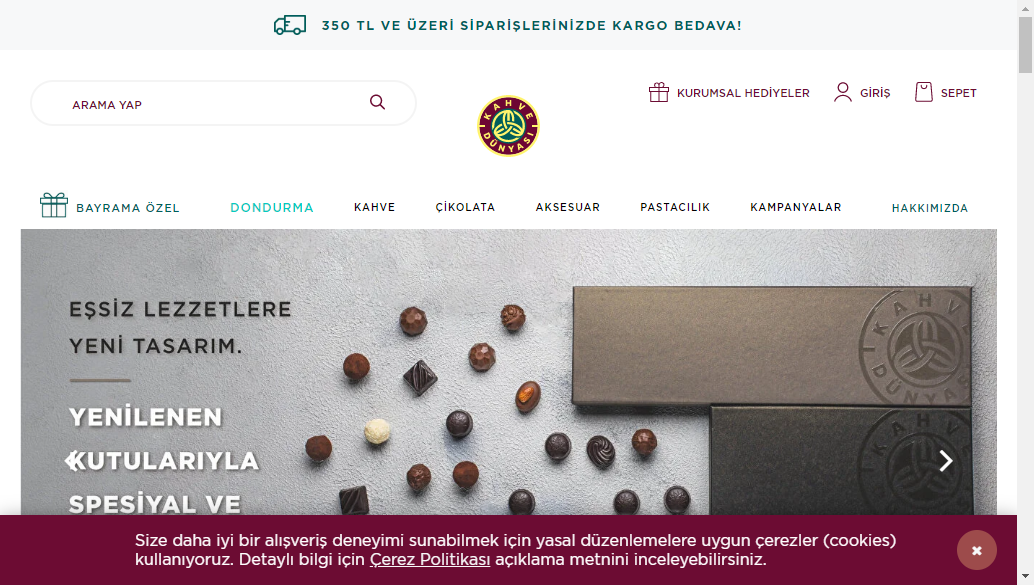 350 TL VE ÜZERİ SİPARİŞLERİNİZDE KARGO BEDAVA!
ARAMA YAP
KURUMSAL HEDİYELER
GİRİŞ
SEPET
KAHVE DÜNYASI
BAYRAMA ÖZEL
DONDURMA
KAHVE
ÇİKOLATA
AKSESUAR
PASTACILIK
KAMPANYALAR
HAKKIMIZDA
EŞSİZ LEZZETLERE
YENİ TASARIM.
YENİLENEN
KUTULARIYLA
SPESİYAL VE
KAHVE DÜNYASI
Size daha iyi bir alışveriş deneyimi sunabilmek için yasal düzenlemelere uygun çerezler (cookies)
kullanıyoruz. Detaylı bilgi için Çerez Politikası açıklama metnini inceleyebilirsiniz.